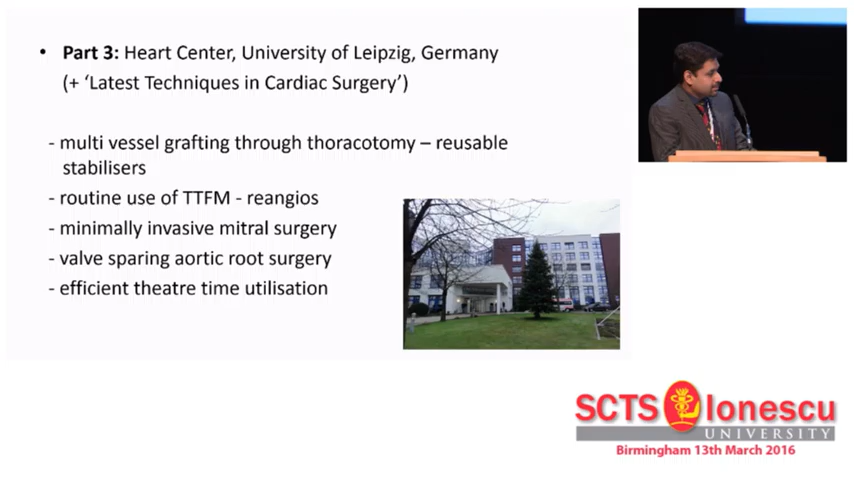 • Part 3: Heart Center, University of Leipzig, Germany
(+ ‘Latest Techniques in Cardiac Surgery’)
- multi vessel grafting through thoracotomy – reusable
stabilisers
- routine use of TTFM - reangios
- minimally invasive mitral surgery
- valve sparing aortic root surgery
- efficient theatre time utilisation
SCTS Ionescu
UNIVERSITY
Birmingham 13th March 2016